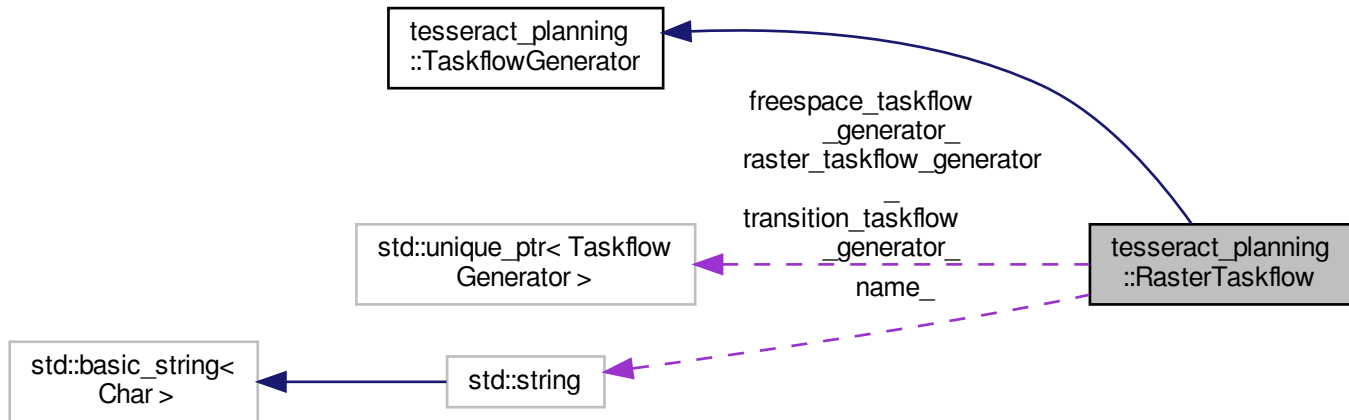 tesseract_planning
::TaskflowGenerator
freespace_taskflow
_generator_
raster_taskflow_generator
_
transition_taskflow
_generator_
std::unique_ptr< Taskflow
Generator >
tesseract_planning
::RasterTaskflow
name_
std::basic_string<
Char >
std::string